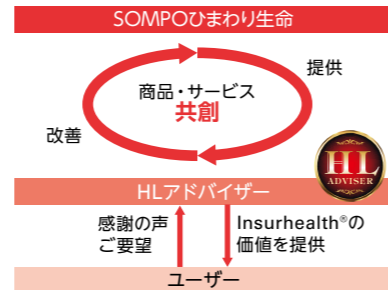 SOMPOひまわり生命
提供
商品・サービス
共創
改善
HL
ADVISER
HLアドバイザー
感謝の声
ご要望
Insurhealth®の
価値を提供
ユーザー